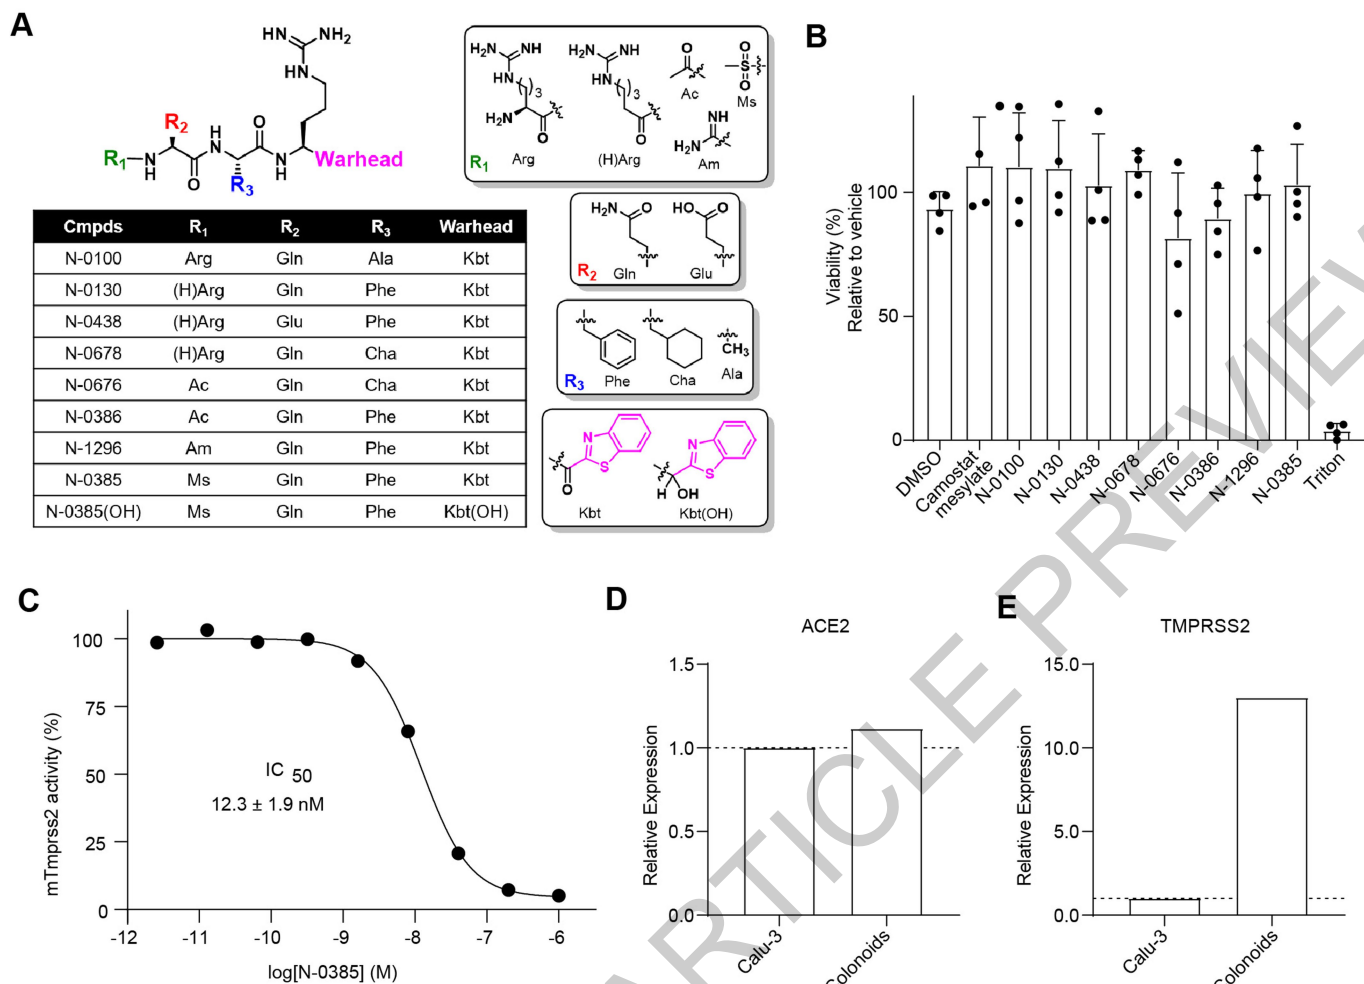 A
R1
N
H
R2
O
H
N
R3
O
N
H
HN
NH
NH2
Warhead
H2N NH
HN
3
H2N
O
Arg
H2N NH
HN
3
O
(H)Arg
O
Ac
O
S
O
Ms
NH
H2N
Am
R1
H2N O
Gln
HO O
Glu
R2
Phe
Cha
CH3
Ala
R3
N
S
O
Kbt
N
S
H OH
Kbt(OH)
Cmpds R1 R2 R3 Warhead
N-0100 Arg Gln Ala Kbt
N-0130 (H)Arg Gln Phe Kbt
N-0438 (H)Arg Glu Phe Kbt
N-0678 (H)Arg Gln Cha Kbt
N-0676 Ac Gln Cha Kbt
N-0386 Ac Gln Phe Kbt
N-1296 Am Gln Phe Kbt
N-0385 Ms Gln Phe Kbt
N-0385(OH) Ms Gln Phe Kbt(OH)
B
Viability (%)
Relative to vehicle
100
50
0
DMSO
Camostat
mesylate
N-0100
N-0130
N-0438
N-0678
N-0676
N-0386
N-1296
N-0385
Triton
C
mTmprss2 activity (%)
100
75
50
25
0
IC 50
12.3 ± 1.9 nM
-12 -11 -10 -9 -8 -7 -6
log[N-0385] (M)
D
ACE2
Relative Expression
1.5
1.0
0.5
0.0
Calu-3
Colonoids
E
TMPRSS2
Relative Expression
15.0
10.0
5.0
0.0
Calu-3
Colonoids
ARTICLE PREVIEW